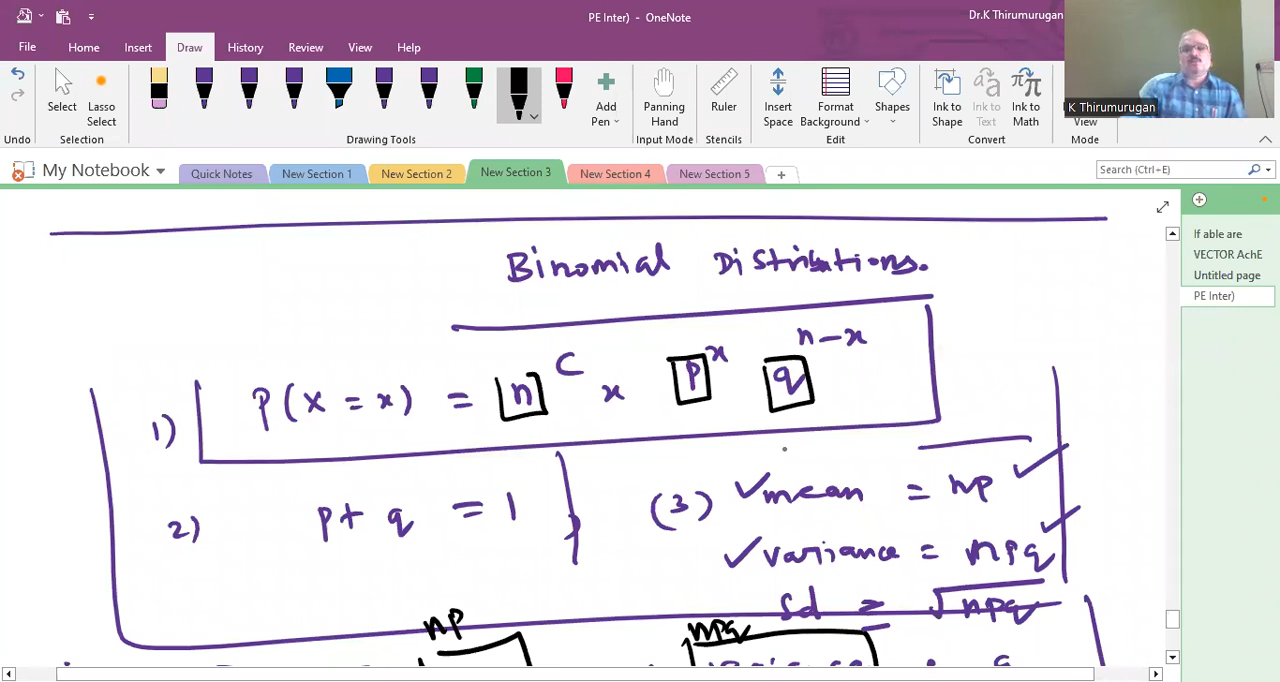 PE Inter) - OneNote
Dr.K Thirumurugan
File Home Insert Draw History Review View Help
Undo
Select
Lasso Select
Selection
Add Pen
Drawing Tools
Panning Hand
Input Mode
Ruler
Stencils
Insert Space
Format Background
Shapes
Edit
Ink to Shape
Ink to Text
Ink to Math
Convert
View
Mode
K Thirumurugan
My Notebook
Quick Notes New Section 1 New Section 2 New Section 3 New Section 4 New Section 5
Search (Ctrl+E)
If able are
VECTOR AchE
Untitled page
PE Inter)
Binomial Distributions.
1) P(X = x) = n C x p^x q^n-x
2) p + q = 1
(3) ✓mean = np ✓
✓variance = npq ✓
sd = √npq
np
npq